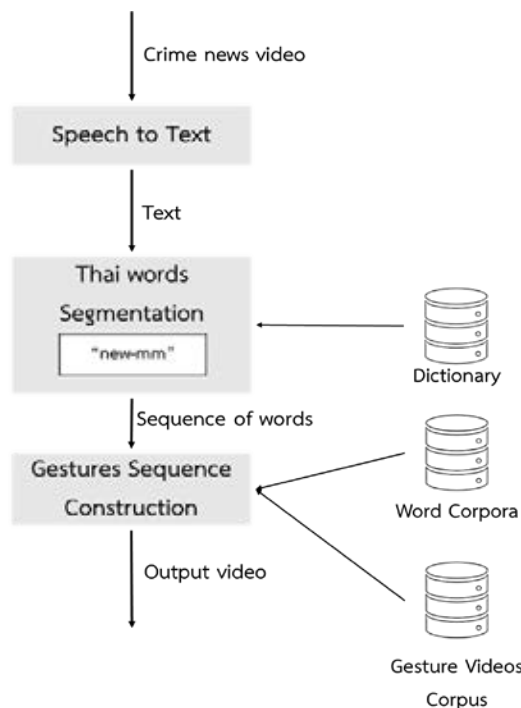 Crime news video
Speech to Text
Text
Thai words
Segmentation
"new-mm"
Dictionary
Sequence of words
Gestures Sequence
Construction
Word Corpora
Output video
Gesture Videos
Corpus